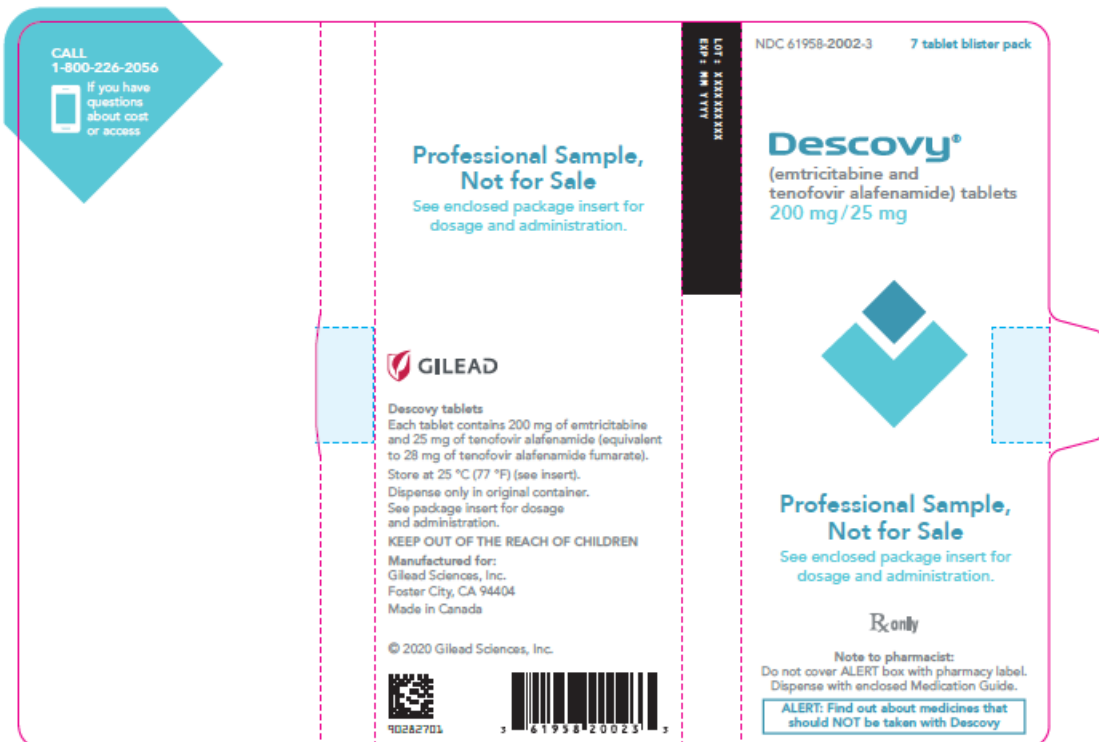 CALL
1-800-226-2056
If you have
questions
about cost
or access
Professional Sample,
Not for Sale
See enclosed package insert for
dosage and administration.
GILEAD
Descovy tablets
Each tablet contains 200 mg of emtricitabine
and 25 mg of tenofovir alafenamide (equivalent
to 28 mg of tenofovir alafenamide fumarate).
Store at 25 °C (77 °F) (see insert).
Dispense only in original container.
See package insert for dosage
and administration.
KEEP OUT OF THE REACH OF CHILDREN
Manufactured for:
Gilead Sciences, Inc.
Foster City, CA 94404
Made in Canada
© 2020 Gilead Sciences, Inc.
90282701
3 61958 20023 3
LOT: XXXXXXXXXX
EXP: MM YYYY
NDC 61958-2002-3 7 tablet blister pack
Descovy®
(emtricitabine and
tenofovir alafenamide) tablets
200 mg/25 mg
Professional Sample,
Not for Sale
See enclosed package insert for
dosage and administration.
Rx only
Note to pharmacist:
Do not cover ALERT box with pharmacy label.
Dispense with enclosed Medication Guide.
ALERT: Find out about medicines that
should NOT be taken with Descovy